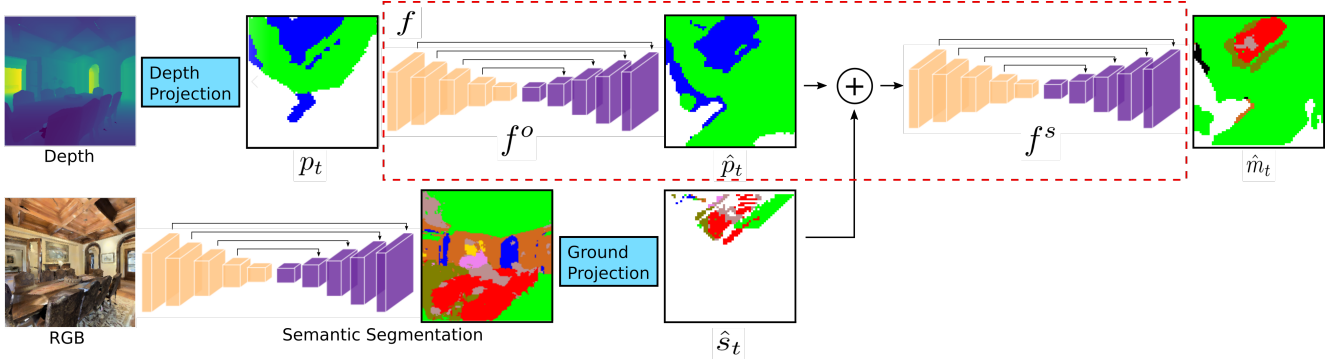 f
Depth
Projection
Depth
p_t
f^o
p̂_t
+
f^s
m̂_t
Ground
Projection
RGB
Semantic Segmentation
ŝ_t